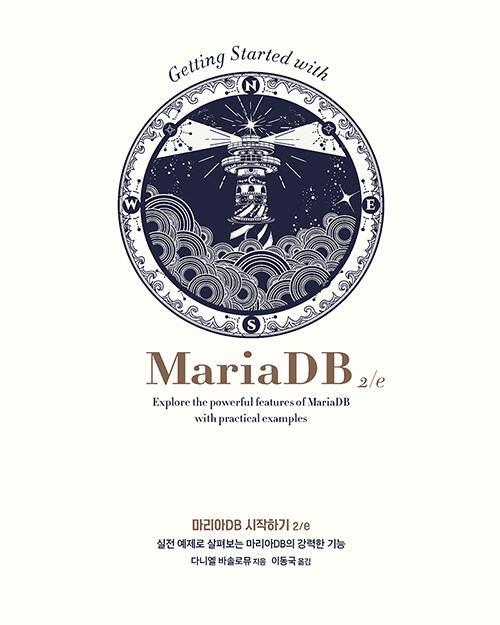 Getting Started with
N
W
E
S
MariaDB 2/e
Explore the powerful features of MariaDB
with practical examples
마리아DB 시작하기 2/e
실전 예제로 살펴보는 마리아DB의 강력한 기능
다니엘 바솔로뮤 지음 이동국 옮김